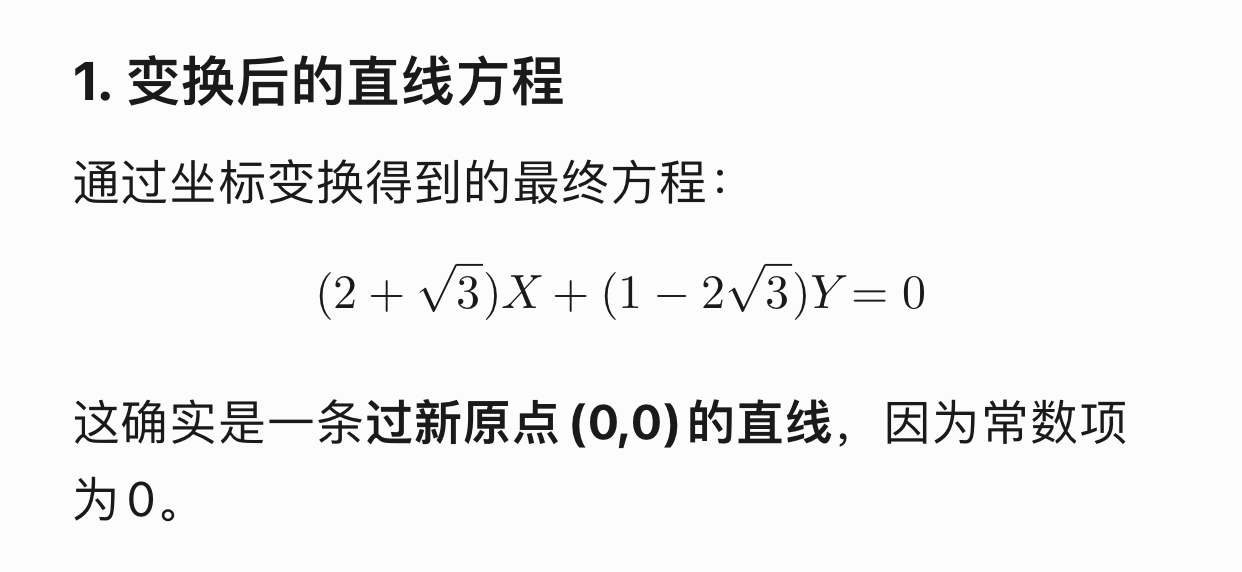 1. 变换后的直线方程
通过坐标变换得到的最终方程：
(2 + √3)X + (1 − 2√3)Y = 0
这确实是一条过新原点 (0,0) 的直线，因为常数项
为 0。